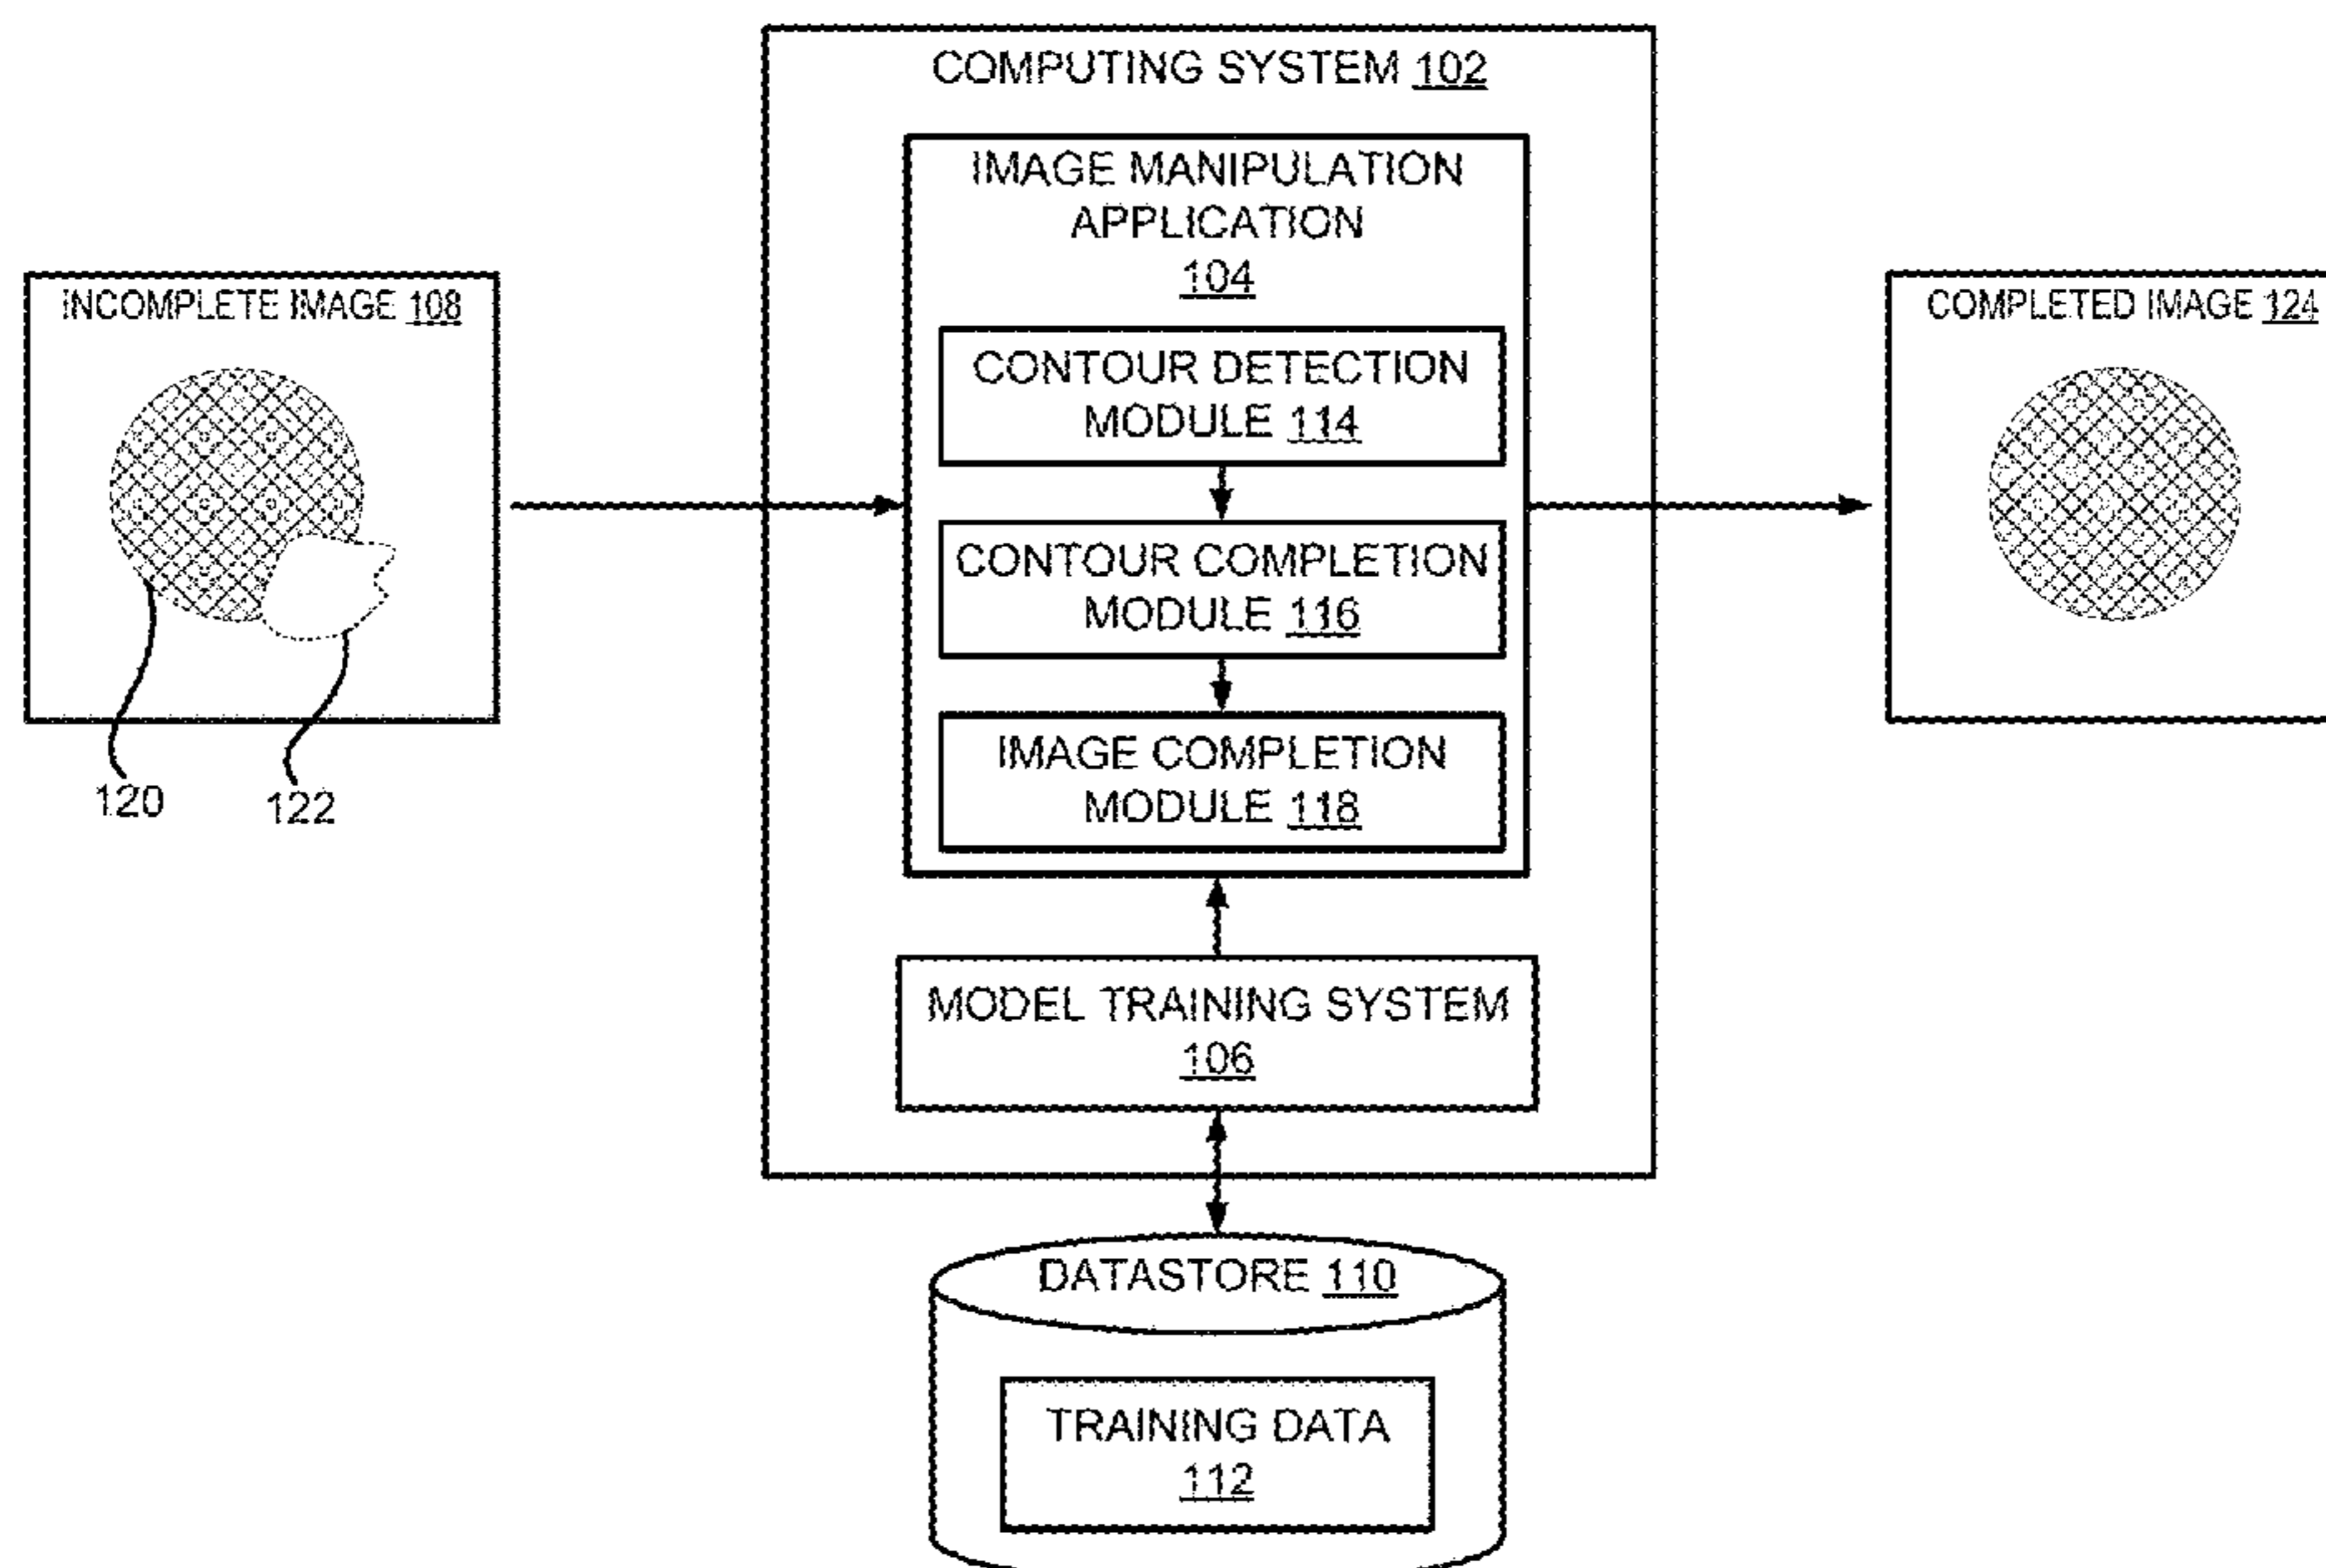 COMPUTING SYSTEM 102
IMAGE MANIPULATION
APPLICATION
104
INCOMPLETE IMAGE 108
COMPLETED IMAGE 124
CONTOUR DETECTION
MODULE 114
CONTOUR COMPLETION
MODULE 116
IMAGE COMPLETION
MODULE 118
120
122
MODEL TRAINING SYSTEM
106
DATASTORE 110
TRAINING DATA
112